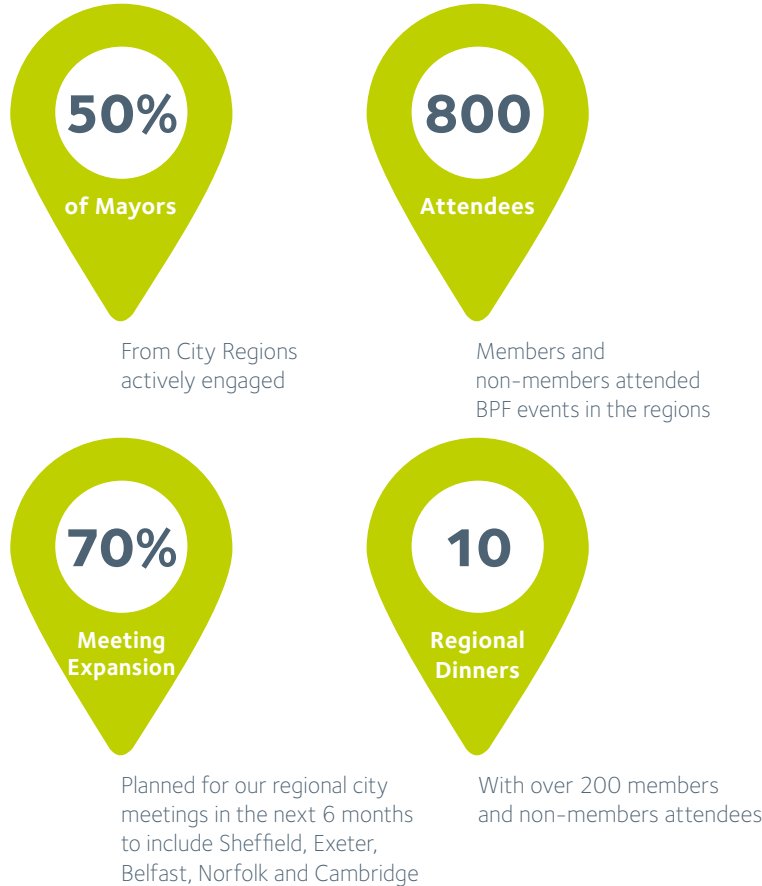 50%
of Mayors
From City Regions
actively engaged
800
Attendees
Members and
non-members attended
BPF events in the regions
70%
Meeting
Expansion
Planned for our regional city
meetings in the next 6 months
to include Sheffield, Exeter,
Belfast, Norfolk and Cambridge
10
Regional
Dinners
With over 200 members
and non-members attendees